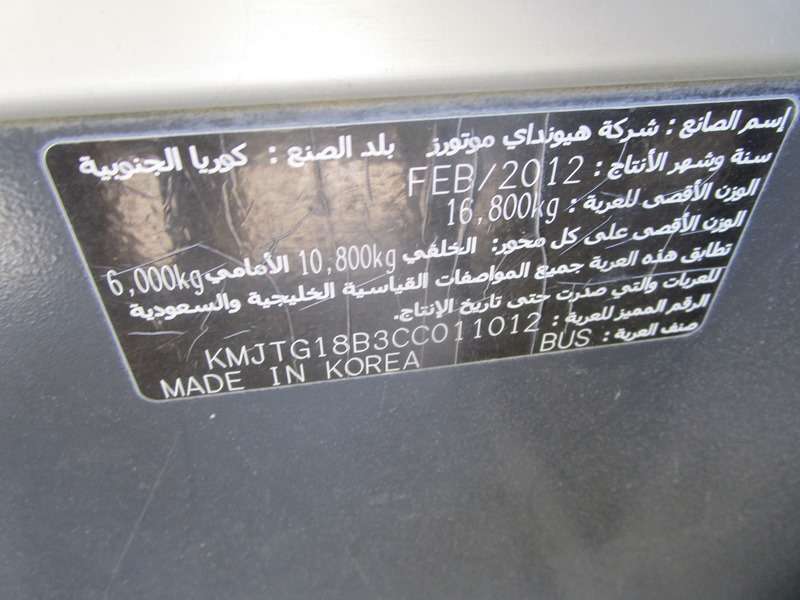 إسم الصانع : شركة هيونداي موتورز بلد الصنع : كوريا الجنوبية
سنة وشهر الأنتاج : FEB/2012
الوزن الأقصى للعربة : 16,800kg
الوزن الأقصى على كل محور: الخلفي 10,800kg الأمامي 6,000kg
تطابق هذه العربة جميع المواصفات القياسية الخليجية والسعودية
للعربات والتي صدرت حتى تاريخ الإنتاج.
الرقم المميز للعربة : KMJTG18B3CC011012
صنف العربة : BUS
MADE IN KOREA